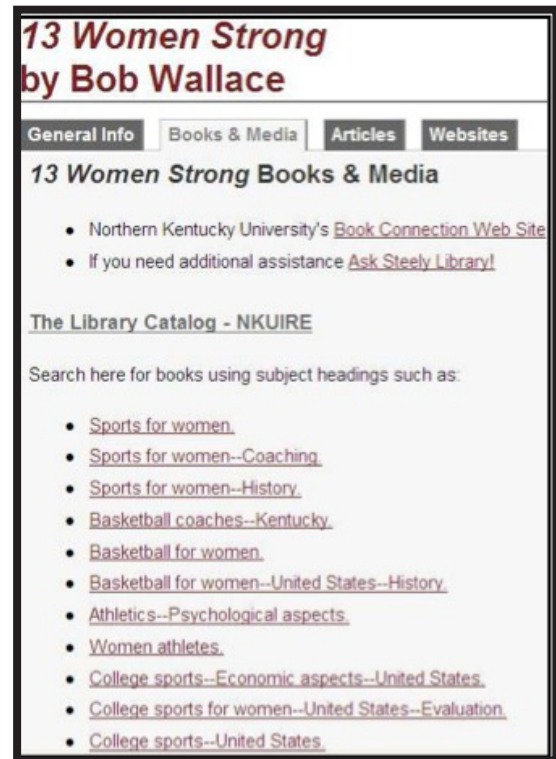 13 Women Strong
by Bob Wallace
General Info Books & Media Articles Websites
13 Women Strong Books & Media
• Northern Kentucky University's Book Connection Web Site
• If you need additional assistance Ask Steely Library!
The Library Catalog - NKUIRE
Search here for books using subject headings such as:
• Sports for women.
• Sports for women--Coaching.
• Sports for women--History.
• Basketball coaches--Kentucky.
• Basketball for women.
• Basketball for women--United States--History.
• Athletics--Psychological aspects.
• Women athletes.
• College sports--Economic aspects--United States.
• College sports for women--United States--Evaluation.
• College sports--United States.